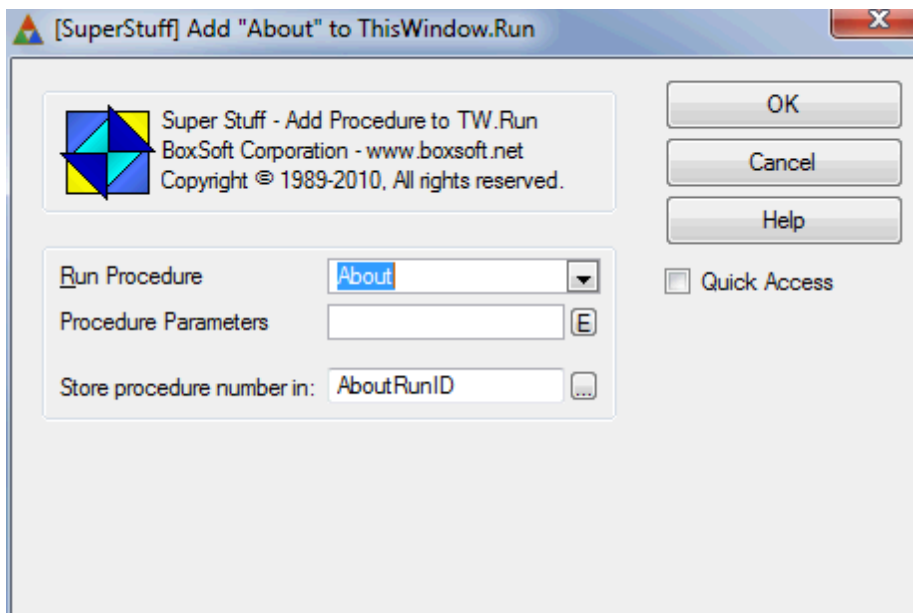 [SuperStuff] Add "About" to ThisWindow.Run
X
Super Stuff - Add Procedure to TW.Run
BoxSoft Corporation - www.boxsoft.net
Copyright © 1989-2010, All rights reserved.
OK
Cancel
Help
Quick Access
Run Procedure About
Procedure Parameters E
Store procedure number in: AboutRunID ...